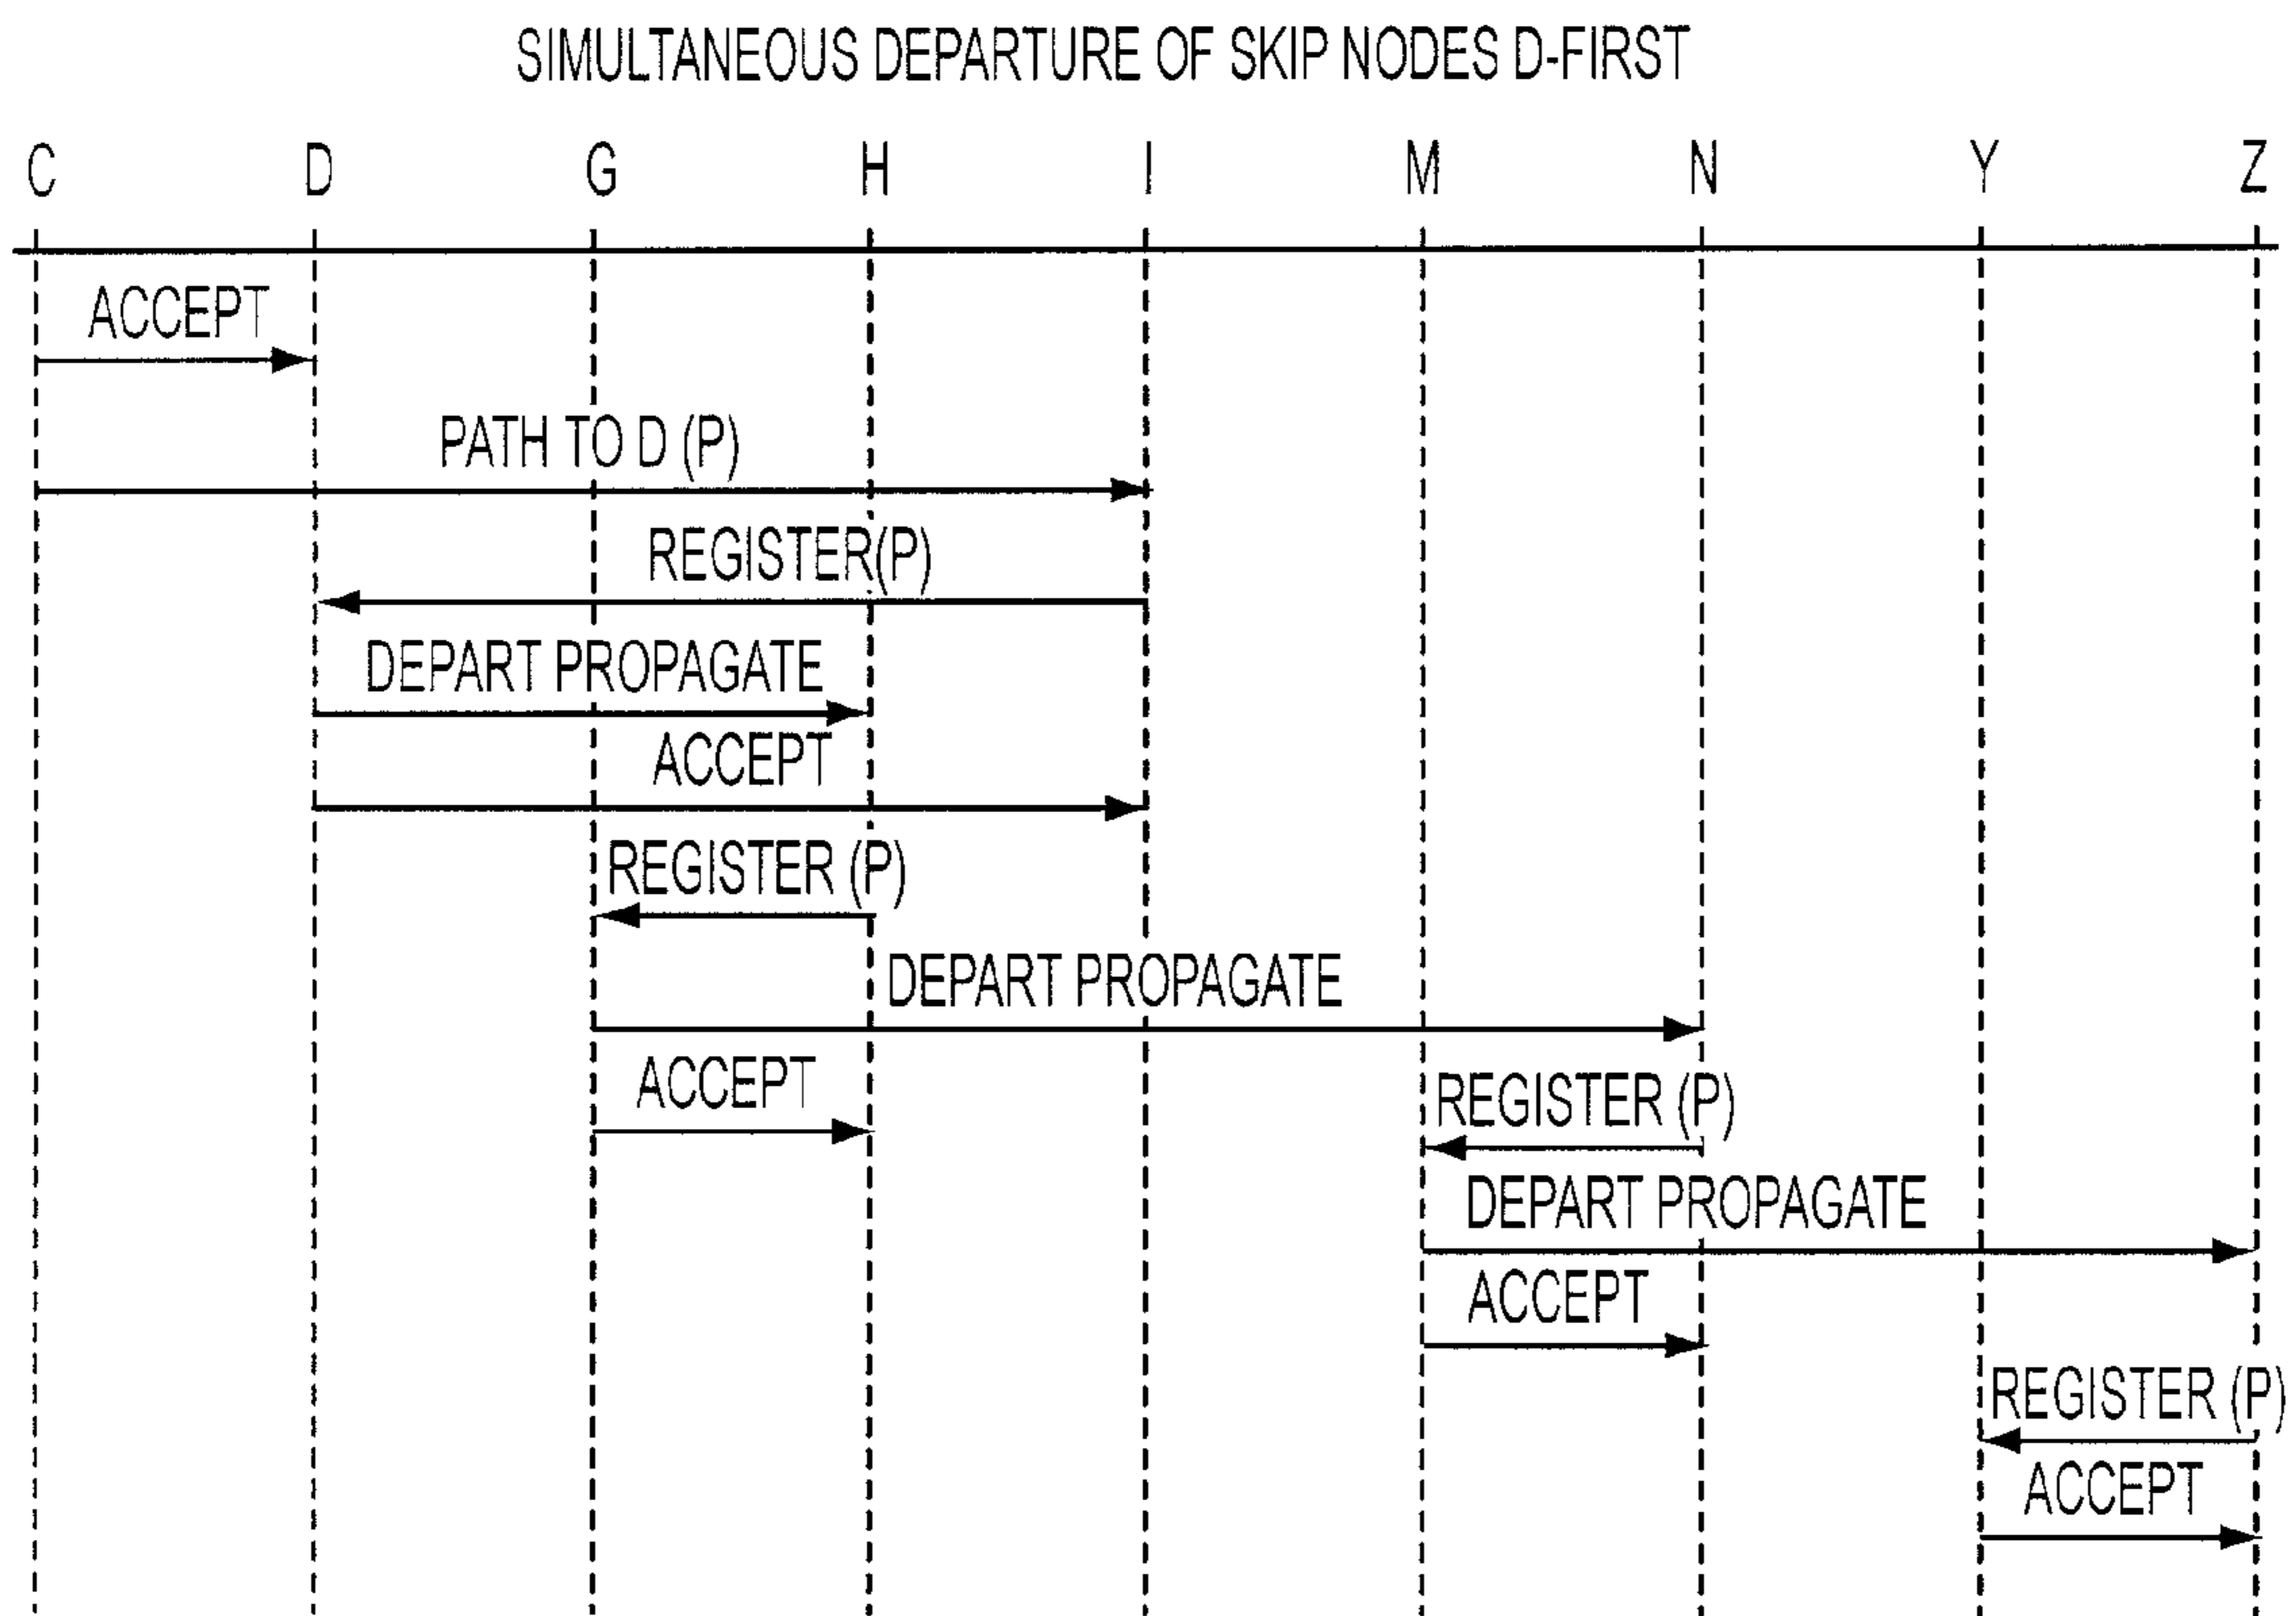 SIMULTANEOUS DEPARTURE OF SKIP NODES D-FIRST
C D G H I M N Y Z
ACCEPT
PATH TO D (P)
REGISTER(P)
DEPART PROPAGATE
ACCEPT
REGISTER (P)
DEPART PROPAGATE
ACCEPT
REGISTER (P)
DEPART PROPAGATE
ACCEPT
REGISTER (P)
ACCEPT